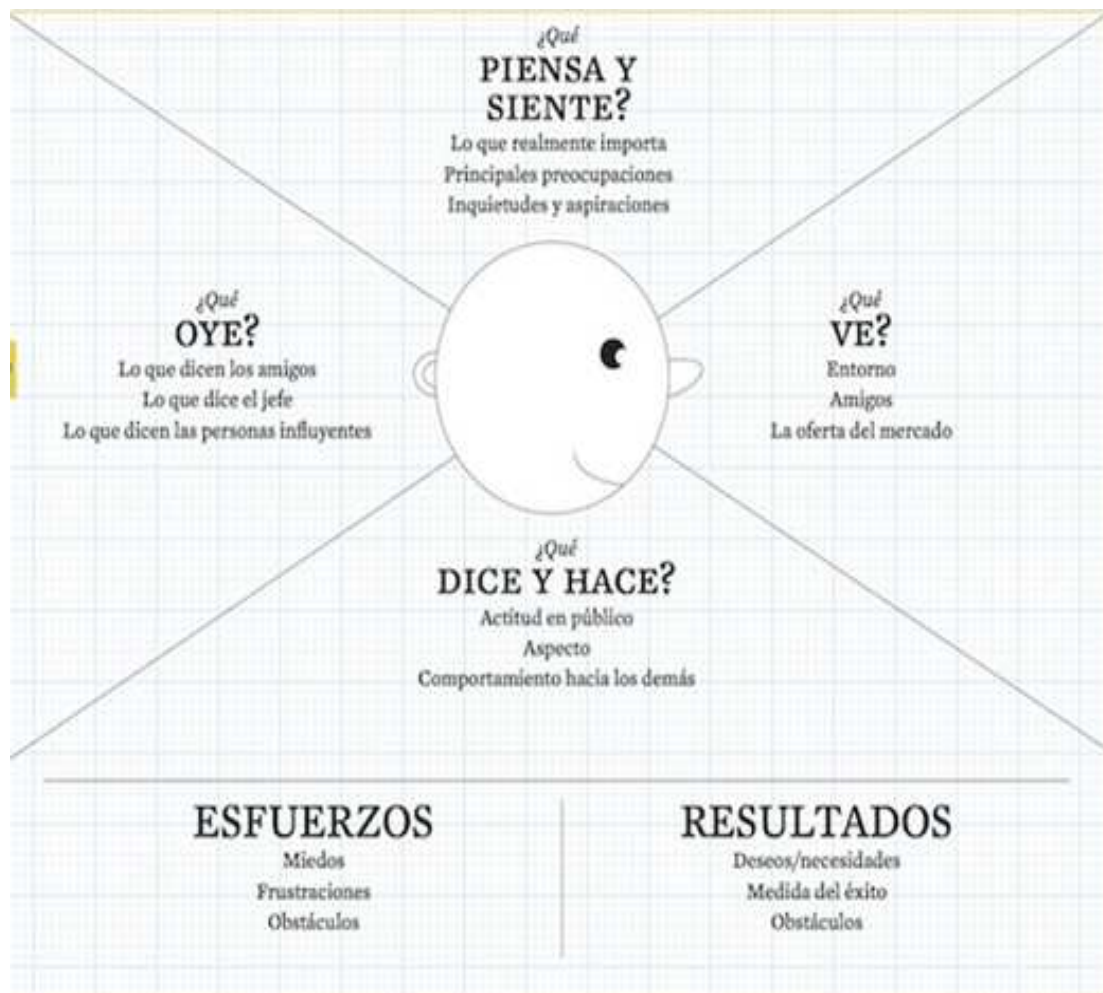 ¿Qué
PIENSA Y
SIENTE?
Lo que realmente importa
Principales preocupaciones
Inquietudes y aspiraciones
¿Qué
OYE?
Lo que dicen los amigos
Lo que dice el jefe
Lo que dicen las personas influyentes
¿Qué
VE?
Entorno
Amigos
La oferta del mercado
¿Qué
DICE Y HACE?
Actitud en público
Aspecto
Comportamiento hacia los demás
ESFUERZOS
Miedos
Frustraciones
Obstáculos
RESULTADOS
Deseos/necesidades
Medida del éxito
Obstáculos